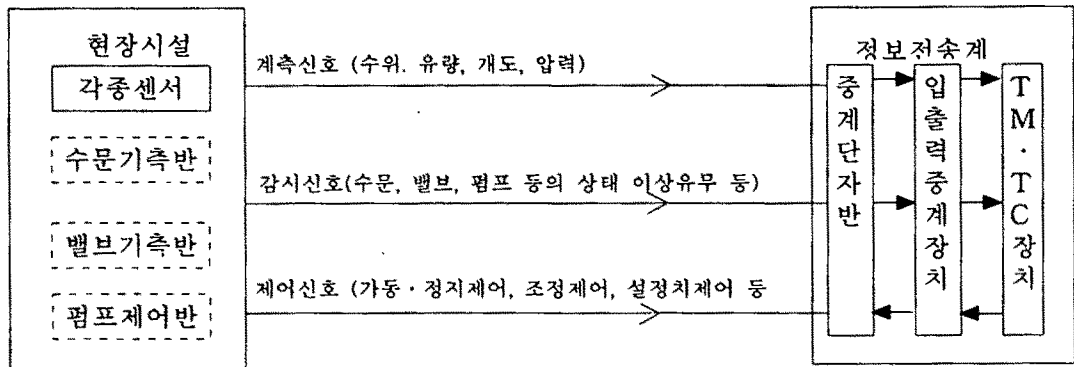 현장시설
각종센서
수문기측반
밸브기측반
펌프제어반
계측신호 (수위. 유량, 개도, 압력)
감시신호(수문, 밸브, 펌프 등의 상태 이상유무 등)
제어신호 (가동·정지제어, 조정제어, 설정치제어 등
정보전송계
중계단자반
입출력중계장치
TM·TC장치